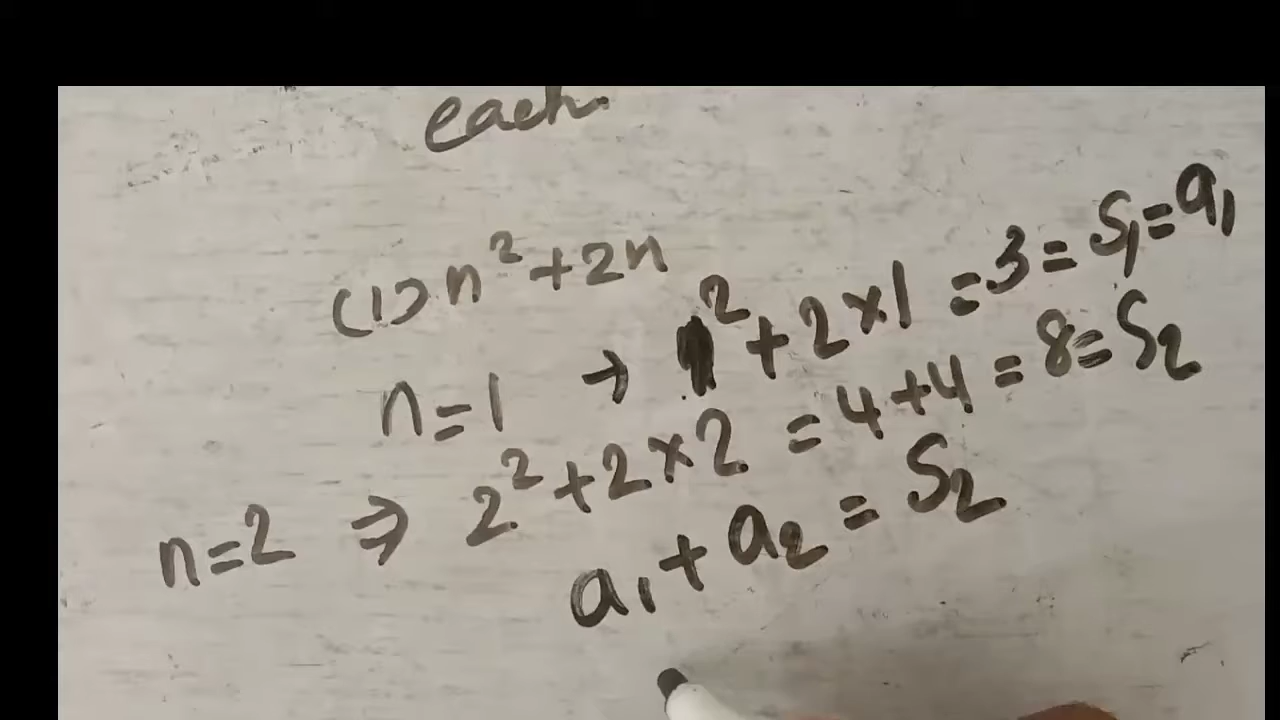 each.
(1) n²+2n
n=1 → 1²+2×1 =3= S₁=a₁
n=2 ⇒ 2²+2×2 =4+4=8=S₂
a₁+a₂=S₂